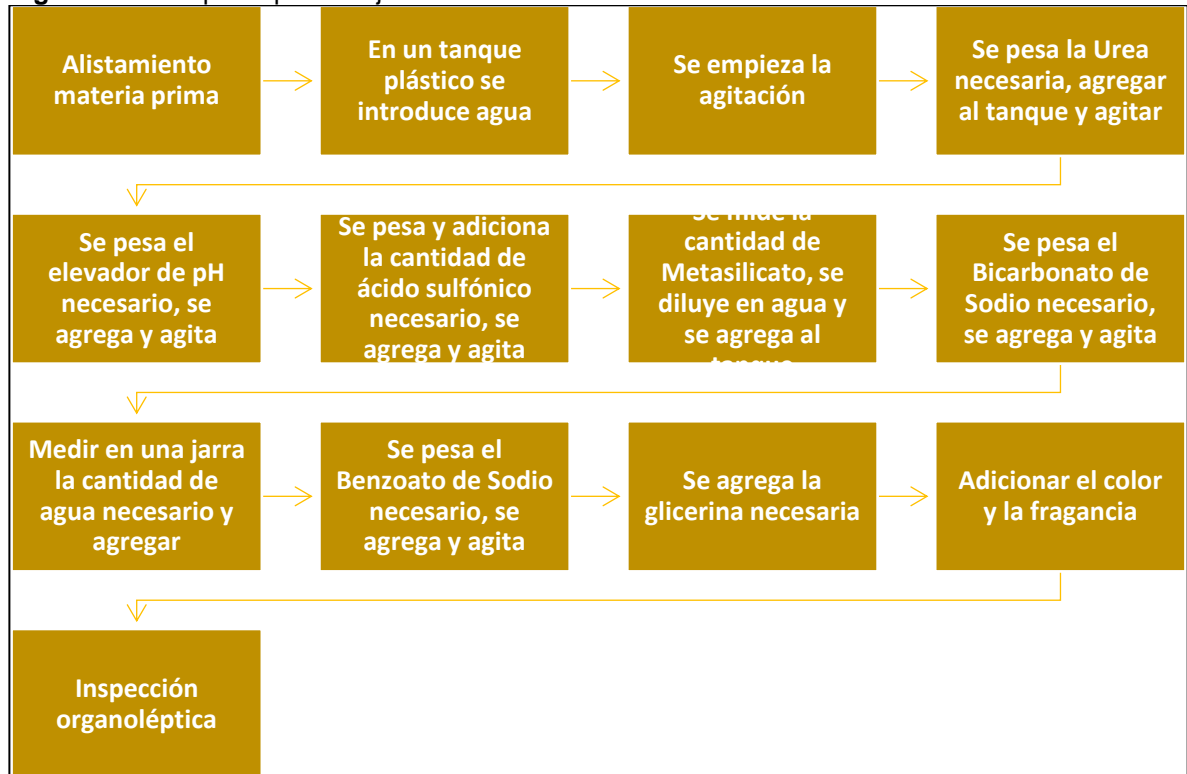 Alistamiento
materia prima
En un tanque
plástico se
introduce agua
Se empieza la
agitación
Se pesa la Urea
necesaria, agregar
al tanque y agitar
Se pesa el
elevador de pH
necesario, se
agrega y agita
Se pesa y adiciona
la cantidad de
ácido sulfónico
necesario, se
agrega y agita
Se mide la
cantidad de
Metasilicato, se
diluye en agua y
se agrega al
tanque
Se pesa el
Bicarbonato de
Sodio necesario,
se agrega y agita
Medir en una jarra
la cantidad de
agua necesario y
agregar
Se pesa el
Benzoato de Sodio
necesario, se
agrega y agita
Se agrega la
glicerina necesaria
Adicionar el color
y la fragancia
Inspección
organoléptica